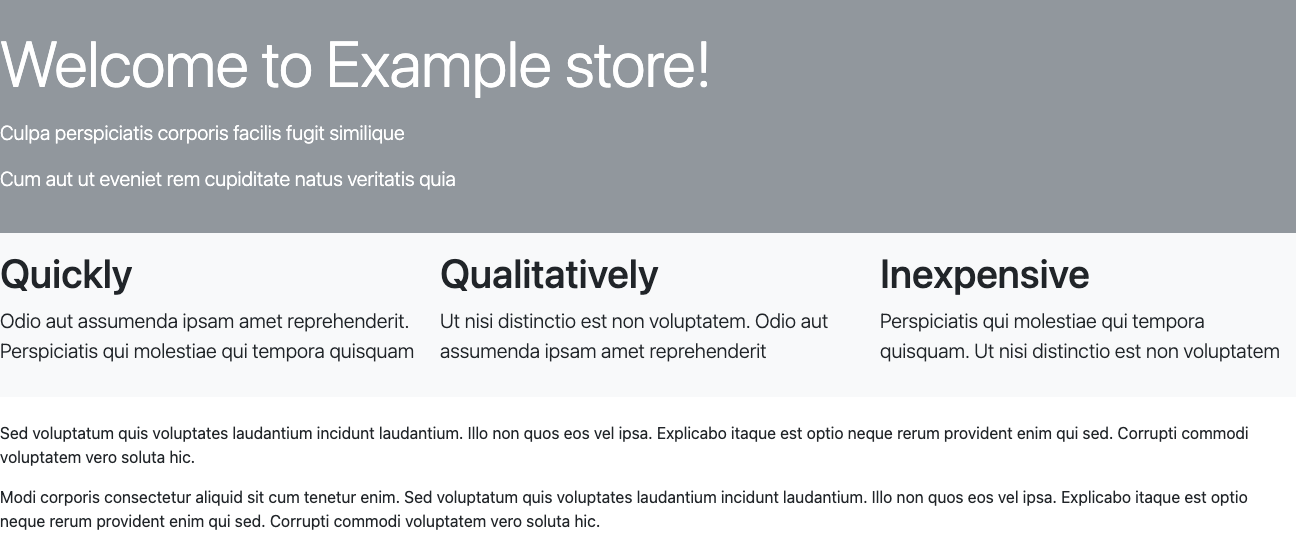 Welcome to Example store!
Culpa perspiciatis corporis facilis fugit similique
Cum aut ut eveniet rem cupiditate natus veritatis quia
Quickly
Odio aut assumenda ipsam amet reprehenderit.
Perspiciatis qui molestiae qui tempora quisquam
Qualitatively
Ut nisi distinctio est non voluptatem. Odio aut
assumenda ipsam amet reprehenderit
Inexpensive
Perspiciatis qui molestiae qui tempora
quisquam. Ut nisi distinctio est non voluptatem
Sed voluptatum quis voluptates laudantium incidunt laudantium. Illo non quos eos vel ipsa. Explicabo itaque est optio neque rerum provident enim qui sed. Corrupti commodi
voluptatem vero soluta hic.
Modi corporis consectetur aliquid sit cum tenetur enim. Sed voluptatum quis voluptates laudantium incidunt laudantium. Illo non quos eos vel ipsa. Explicabo itaque est optio
neque rerum provident enim qui sed. Corrupti commodi voluptatem vero soluta hic.